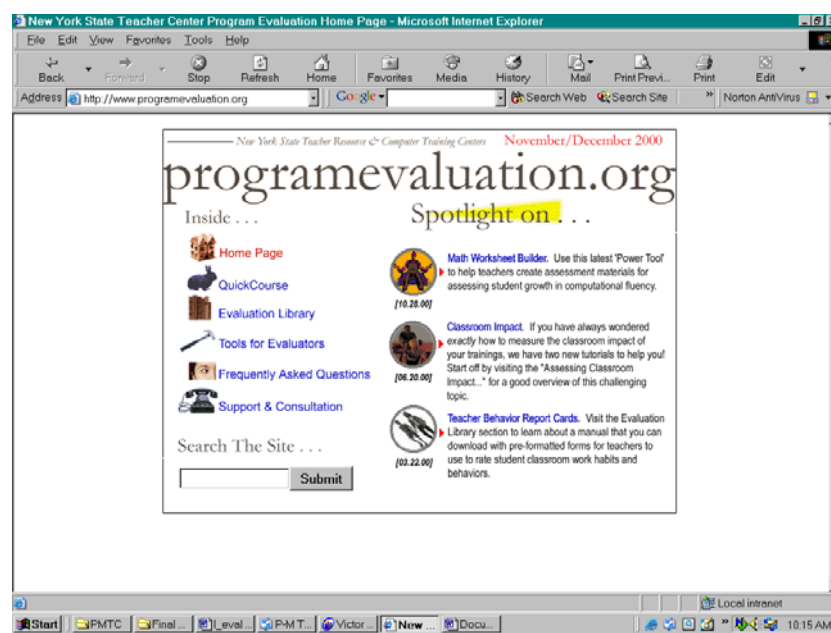 New York State Teacher Center Program Evaluation Home Page - Microsoft Internet Explorer
File Edit View Favorites Tools Help
Back Forward Stop Refresh Home Favorites Media History Mail Print Previ... Print Edit
Address http://www.programevaluation.org Google Search Web Search Site » Norton AntiVirus
New York State Teacher Resource & Computer Training Centers November/December 2000
programevaluation.org
Inside . . .
Home Page
QuickCourse
Evaluation Library
Tools for Evaluators
Frequently Asked Questions
Support & Consultation
Search The Site . . .
Submit
Spotlight on . . .
Math Worksheet Builder. Use this latest 'Power Tool'
to help teachers create assessment materials for
assessing student growth in computational fluency.
[10.28.00]
Classroom Impact. If you have always wondered
exactly how to measure the classroom impact of
your trainings, we have two new tutorials to help you!
Start off by visiting the "Assessing Classroom
Impact..." for a good overview of this challenging
topic.
[06.20.00]
Teacher Behavior Report Cards. Visit the Evaluation
Library section to learn about a manual that you can
download with pre-formatted forms for teachers to
use to rate student classroom work habits and
behaviors.
[03.22.00]
Local intranet
Start PMTC Final ... I_eval ... P-M T... Victor ... New ... Docu... » 10:15 AM